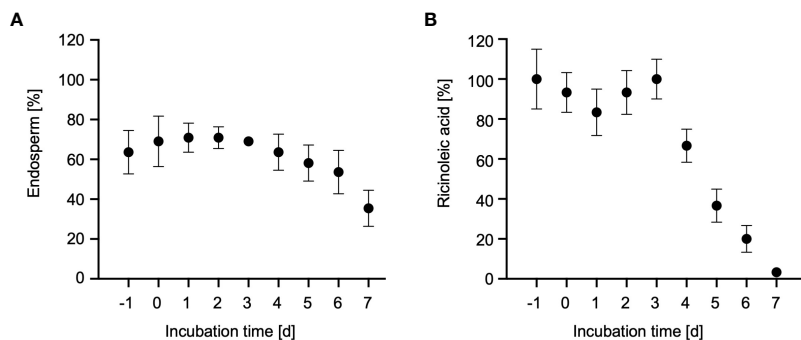 A
Endosperm [%]
120
100
80
60
40
20
0
-1 0 1 2 3 4 5 6 7
Incubation time [d]
B
Ricinoleic acid [%]
120
100
80
60
40
20
0
-1 0 1 2 3 4 5 6 7
Incubation time [d]